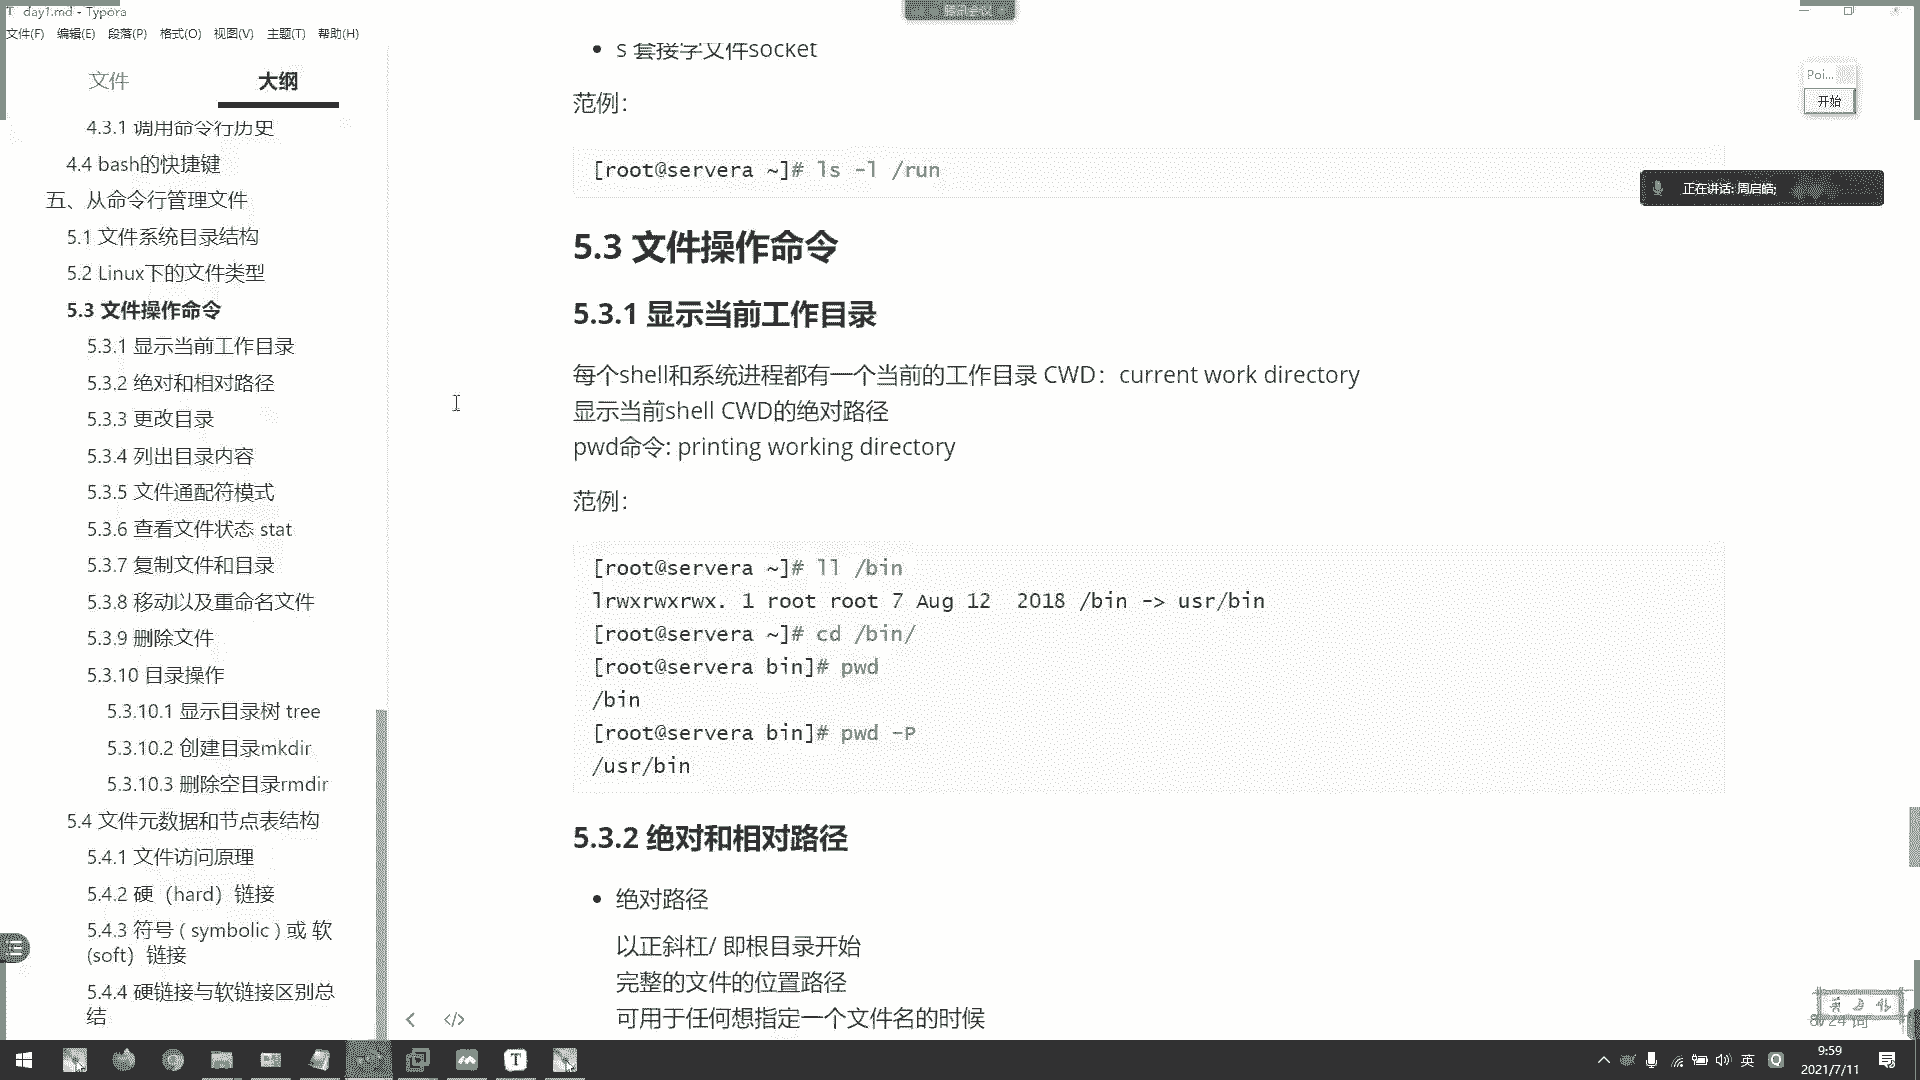 day1.md - Typora
腾讯会议
文件(F) 编辑(E) 段落(P) 格式(O) 视图(V) 主题(T) 帮助(H)
文件 大纲
4.3.1 调用命令行历史
4.4 bash的快捷键
五、从命令行管理文件
5.1 文件系统目录结构
5.2 Linux下的文件类型
5.3 文件操作命令
5.3.1 显示当前工作目录
5.3.2 绝对和相对路径
5.3.3 更改目录
5.3.4 列出目录内容
5.3.5 文件通配符模式
5.3.6 查看文件状态 stat
5.3.7 复制文件和目录
5.3.8 移动以及重命名文件
5.3.9 删除文件
5.3.10 目录操作
5.3.10.1 显示目录树 tree
5.3.10.2 创建目录mkdir
5.3.10.3 删除空目录rmdir
5.4 文件元数据和节点表结构
5.4.1 文件访问原理
5.4.2 硬（hard）链接
5.4.3 符号 ( symbolic ) 或 软
(soft）链接
5.4.4 硬链接与软链接区别总
结
• s 套接字文件socket
范例：
[root@servera ~]# ls -l /run
5.3 文件操作命令
5.3.1 显示当前工作目录
每个shell和系统进程都有一个当前的工作目录 CWD：current work directory
显示当前shell CWD的绝对路径
pwd命令: printing working directory
范例：
[root@servera ~]# ll /bin
lrwxrwxrwx. 1 root root 7 Aug 12  2018 /bin -> usr/bin
[root@servera ~]# cd /bin/
[root@servera bin]# pwd
/bin
[root@servera bin]# pwd -P
/usr/bin
5.3.2 绝对和相对路径
• 绝对路径
以正斜杠/ 即根目录开始
完整的文件的位置路径
可用于任何想指定一个文件名的时候
Poi...
开始
正在讲话: 周启皓;
英
9:59
2021/7/11